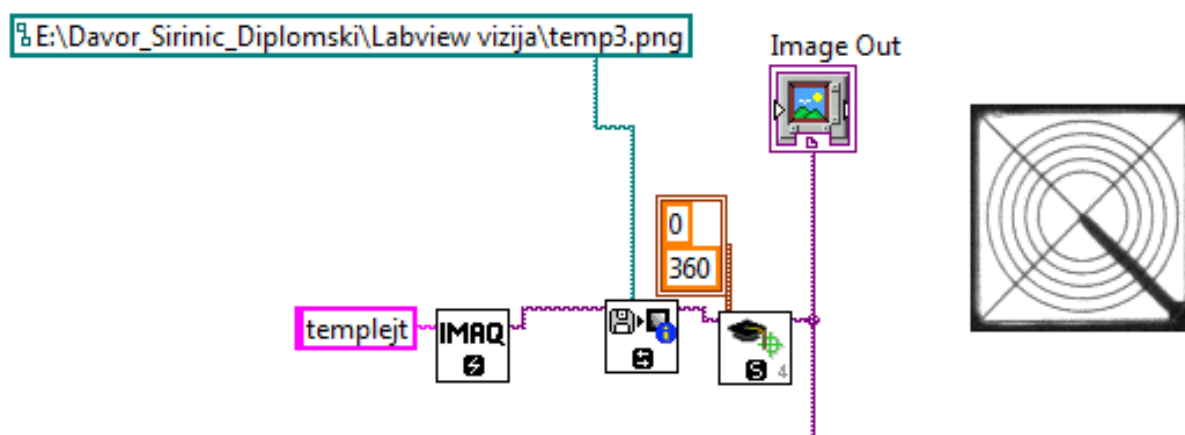 E:\Davor_Sirinic_Diplomski\Labview vizija\temp3.png
Image Out
0
360
templejt
IMAQ
S 4